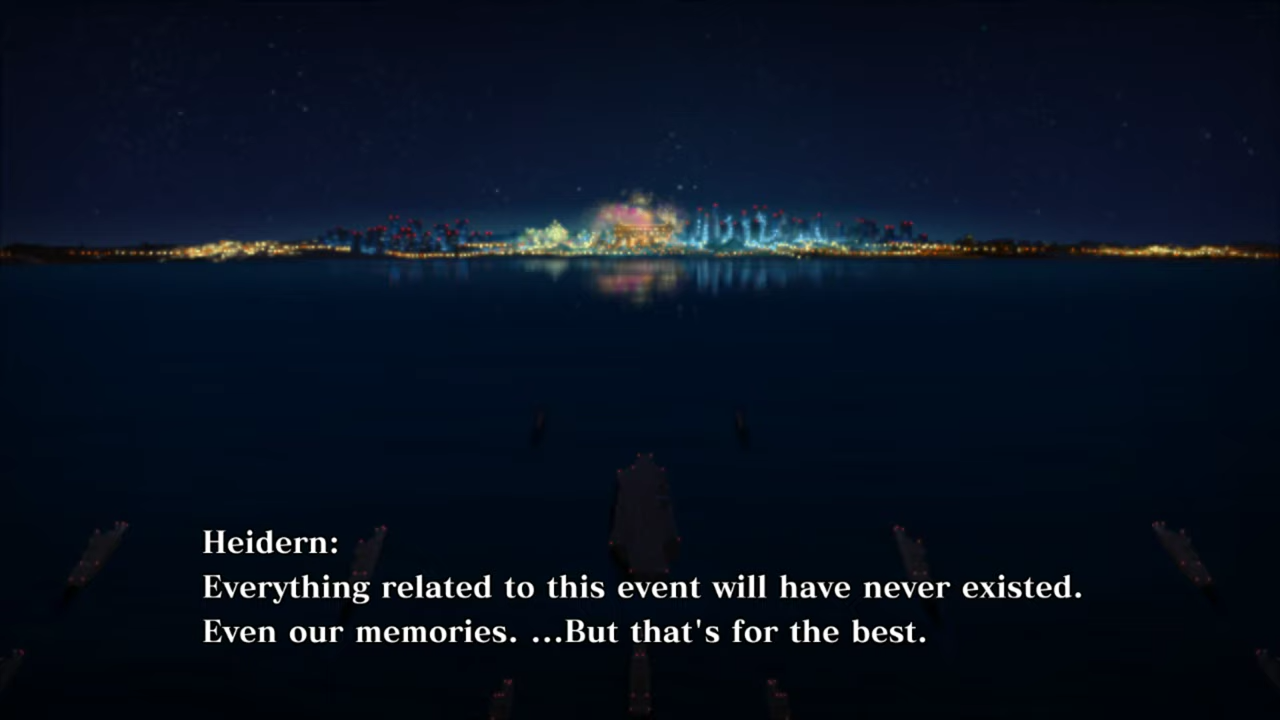 Heidern:
Everything related to this event will have never existed.
Even our memories. ...But that's for the best.